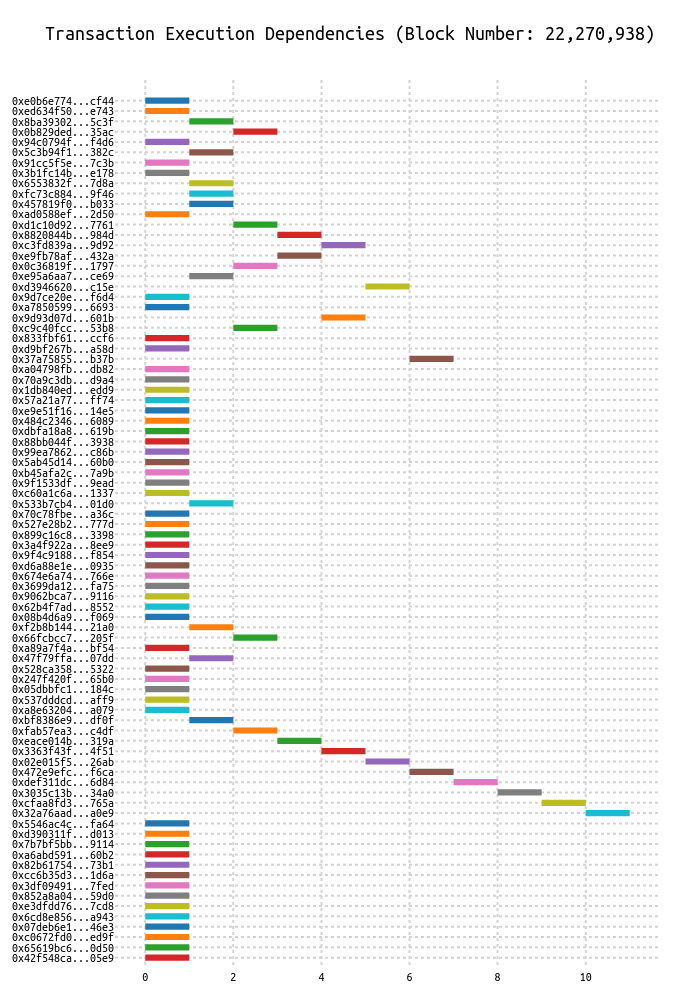 Transaction Execution Dependencies (Block Number: 22,270,938)
0xe0b6e774...cf44
0xed634f50...e743
0x8ba39302...5c3f
0x0b829ded...35ac
0x94c0794f...f4d6
0x5c3b94f1...382c
0x91cc5f5e...7c3b
0x3b1fc14b...e178
0x6553832f...7d8a
0xfc73c884...9f46
0x457819f0...b033
0xad0588ef...2d50
0xd1c10d92...7761
0x8820844b...984d
0xc3fd839a...9d92
0xe9fb78af...432a
0x0c36819f...1797
0xe95a6aa7...ce69
0xd3946620...c15e
0x9d7ce20e...f6d4
0xa7850599...6693
0x9d93d07d...601b
0xc9c40fcc...53b8
0x833fbf61...ccf6
0xd9bf267b...a58d
0x37a75855...b37b
0xa04798fb...db82
0x70a9c3db...d9a4
0x1db840ed...edd9
0x57a21a77...ff74
0xe9e51f16...14e5
0x484c2346...6089
0xdbfa18a8...619b
0x88bb044f...3938
0x99ea7862...c86b
0x5ab45d14...60b0
0xb45afa2c...7a9b
0x9f1533df...9ead
0xc60a1c6a...1337
0x533b7cb4...01d0
0x70c78fbe...a36c
0x527e28b2...777d
0x899c16c8...3398
0x3a4f922a...8ee9
0x9f4c9188...f854
0xd6a88e1e...0935
0x674e6a74...766e
0x3699da12...fa75
0x9062bca7...9116
0x62b4f7ad...8552
0x08b4d6a9...f069
0xf2b8b144...21a0
0x66fcbcc7...205f
0xa89a7f4a...bf54
0x47f79ffa...07dd
0x528ca358...5322
0x247f420f...65b0
0x05dbbfc1...184c
0x537dddcd...aff9
0xa8e63204...a079
0xbf8386e9...df0f
0xfab57ea3...c4df
0xeace014b...319a
0x3363f43f...4f51
0x02e015f5...26ab
0x472e9efc...f6ca
0xdef311dc...6d84
0x3035c13b...34a0
0xcfaa8fd3...765a
0x32a76aad...a0e9
0x5546ac4c...fa64
0xd390311f...d013
0x7b7bf5bb...9114
0xa6abd591...60b2
0x82b61754...73b1
0xcc6b35d3...1d6a
0x3df09491...7fed
0x852a8a04...59d0
0xe3dfdd76...7cd8
0x6cd8e856...a943
0x07deb6e1...46e3
0xc0672fd0...ed9f
0x65619bc6...0d50
0x42f548ca...05e9
0 2 4 6 8 10